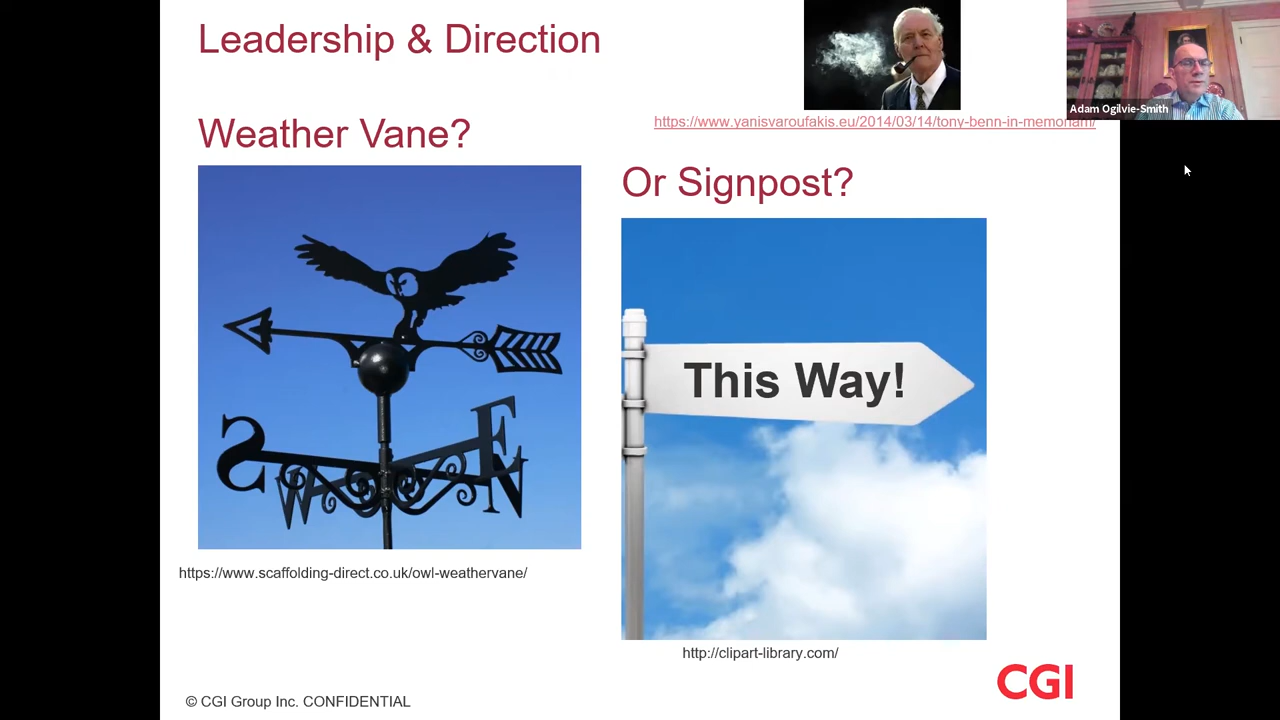 Leadership & Direction
Adam Ogilvie-Smith
https://www.yanisvaroufakis.eu/2014/03/14/tony-benn-in-memoriam/
Weather Vane?
Or Signpost?
This Way!
S
E
W
N
https://www.scaffolding-direct.co.uk/owl-weathervane/
http://clipart-library.com/
CGI
© CGI Group Inc. CONFIDENTIAL